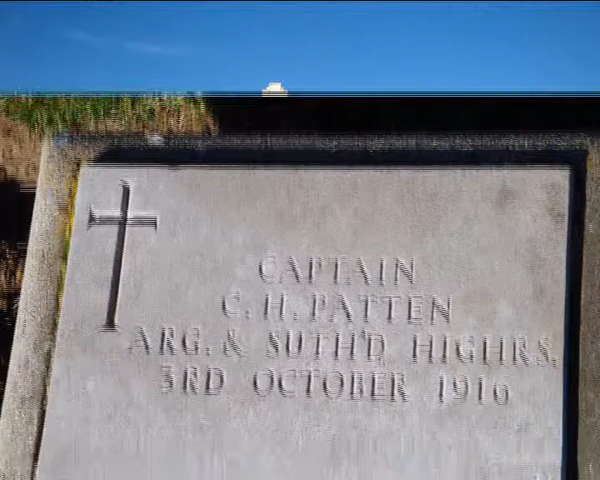 CAPTAIN
C. H. PATTEN
ARG. & SUTH'D HIGHRS.
3RD OCTOBER 1916